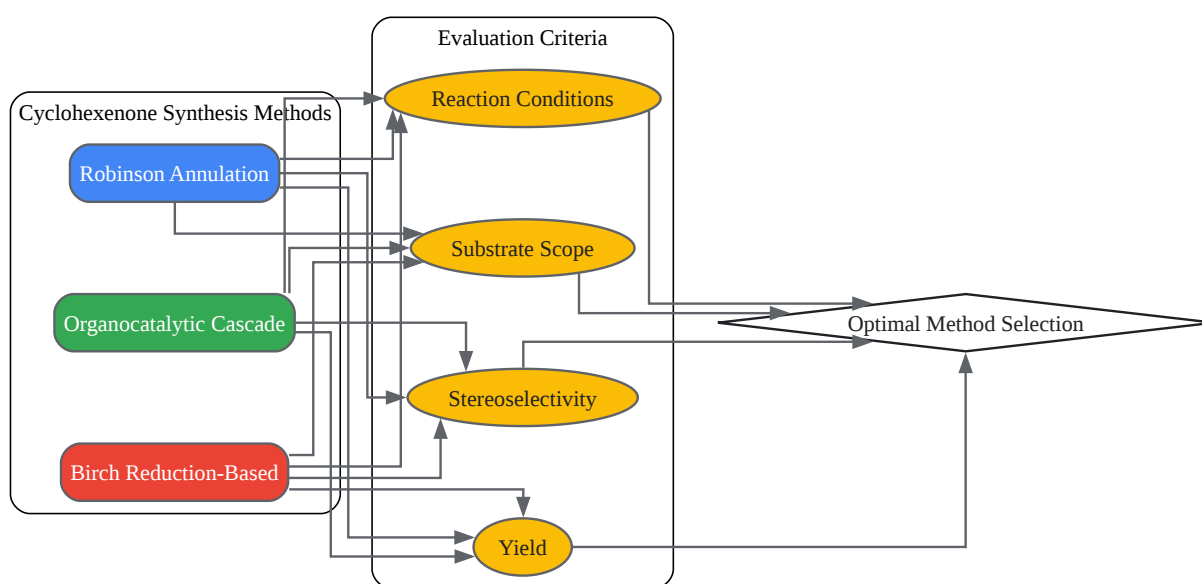 Cyclohexenone Synthesis Methods
Robinson Annulation
Organocatalytic Cascade
Birch Reduction-Based
Evaluation Criteria
Reaction Conditions
Substrate Scope
Stereoselectivity
Yield
Optimal Method Selection